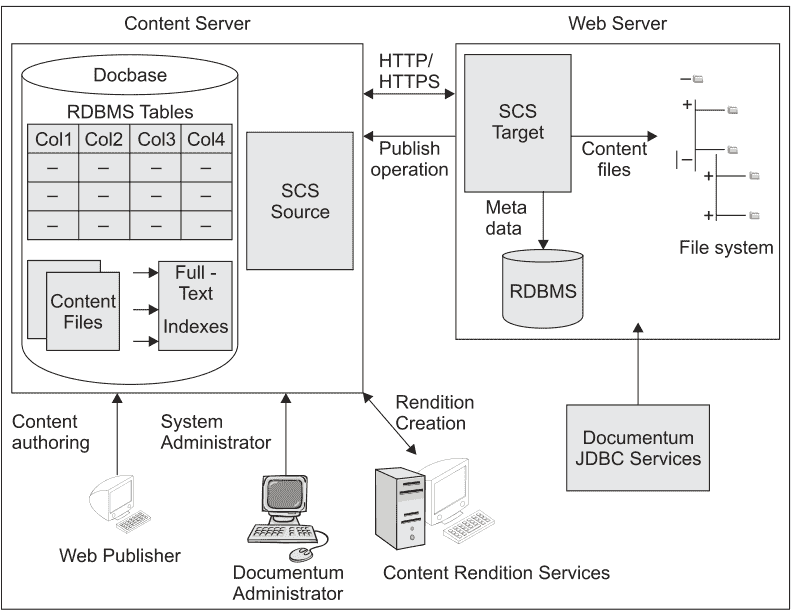 Content Server
Web Server
Docbase
RDBMS Tables
Col1 Col2 Col3 Col4
– – – –
– – – –
– – – –
SCS
Source
Content
Files
Full -
Text
Indexes
HTTP/
HTTPS
Publish
operation
SCS
Target
Content
files
Meta
data
RDBMS
File system
Content
authoring
System
Administrator
Rendition
Creation
Documentum
JDBC Services
Web Publisher
Documentum
Administrator
Content Rendition Services